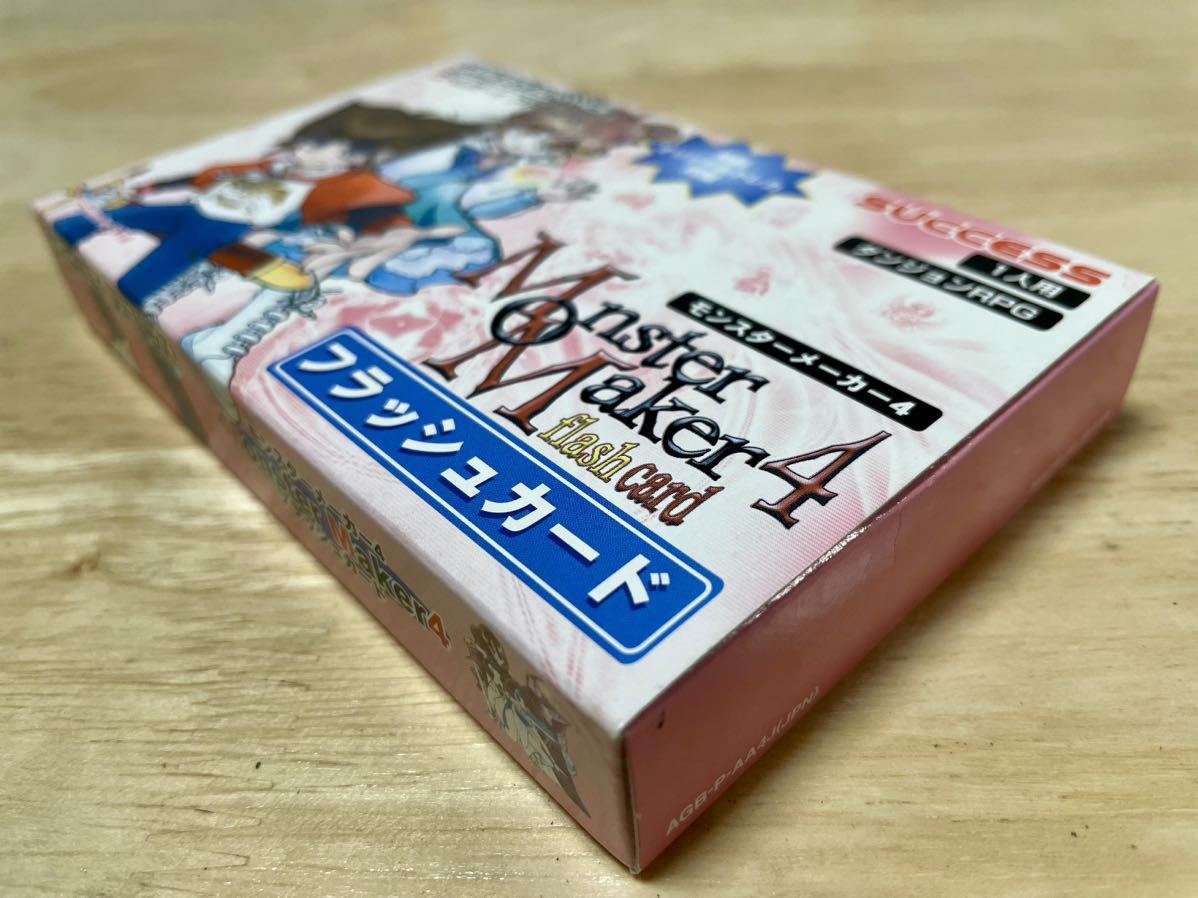 SUCCESS
1人用
ダンジョンRPG
モンスターメーカー4
Monster
Maker4
flash card
フラッシュカード
Maker4
AGB-P-AA4J(JPN)